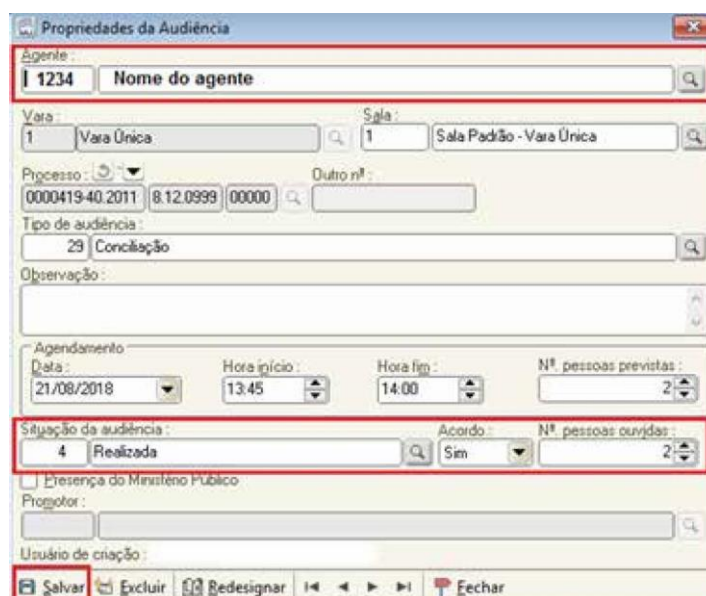 Propriedades da Audiência
Agente :
1234 Nome do agente
Vara : Sala :
1 Vara Única 1 Sala Padrão - Vara Única
Processo : Outro nº :
0000419-40.2011 8.12.0999 00000
Tipo de audiência :
29 Conciliação
Observação :
Agendamento
Data : Hora início : Hora fim : Nº. pessoas previstas :
21/08/2018 13:45 14:00 2
Situação da audiência : Acordo : Nº. pessoas ouvidas :
4 Realizada Sim 2
Presença do Ministério Público
Promotor :
Usuário de criação :
Salvar Excluir Redesignar Fechar